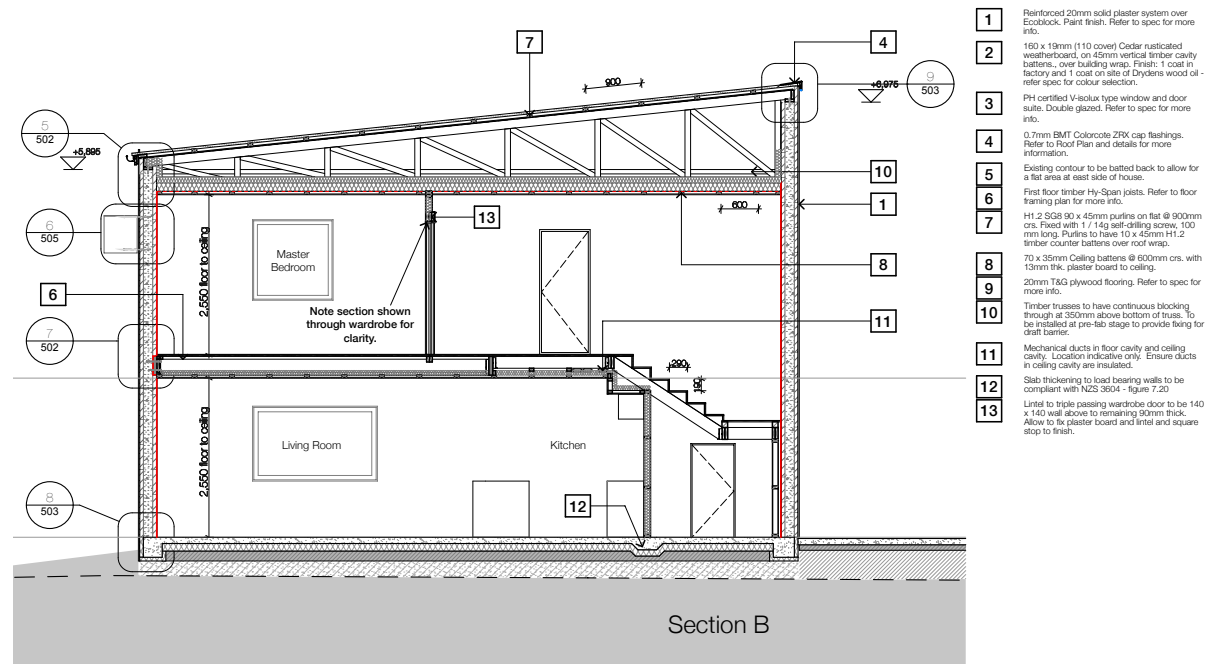 7
4
900
+6,975
9
503
5
502
+5,895
10
13
600
1
6
505
Master
Bedroom
2,550 floor to ceiling
8
6
Note section shown
through wardrobe for
clarity.
11
7
502
290
190
Living Room
Kitchen
2,550 floor to ceiling
8
503
12
Section B
1
Reinforced 20mm solid plaster system over
Ecoblock. Paint finish. Refer to spec for more
info.
2
160 x 19mm (110 cover) Cedar rusticated
weatherboard, on 45mm vertical timber cavity
battens., over building wrap. Finish: 1 coat in
factory and 1 coat on site of Drydens wood oil -
refer spec for colour selection.
3
PH certified V-isolux type window and door
suite. Double glazed. Refer to spec for more
info.
4
0.7mm BMT Colorcote ZRX cap flashings.
Refer to Roof Plan and details for more
information.
5
Existing contour to be batted back to allow for
a flat area at east side of house.
6
First floor timber Hy-Span joists. Refer to floor
framing plan for more info.
7
H1.2 SG8 90 x 45mm purlins on flat @ 900mm
crs. Fixed with 1 / 14g self-drilling screw, 100
mm long. Purlins to have 10 x 45mm H1.2
timber counter battens over roof wrap.
8
70 x 35mm Ceiling battens @ 600mm crs. with
13mm thk. plaster board to ceiling.
9
20mm T&G plywood flooring. Refer to spec for
more info.
10
Timber trusses to have continuous blocking
through at 350mm above bottom of truss. To
be installed at pre-fab stage to provide fixing for
draft barrier.
11
Mechanical ducts in floor cavity and ceiling
cavity. Location indicative only. Ensure ducts
in ceiling cavity are insulated.
12
Slab thickening to load bearing walls to be
compliant with NZS 3604 - figure 7.20
13
Lintel to triple passing wardrobe door to be 140
x 140 wall above to remaining 90mm thick.
Allow to fix plaster board and lintel and square
stop to finish.